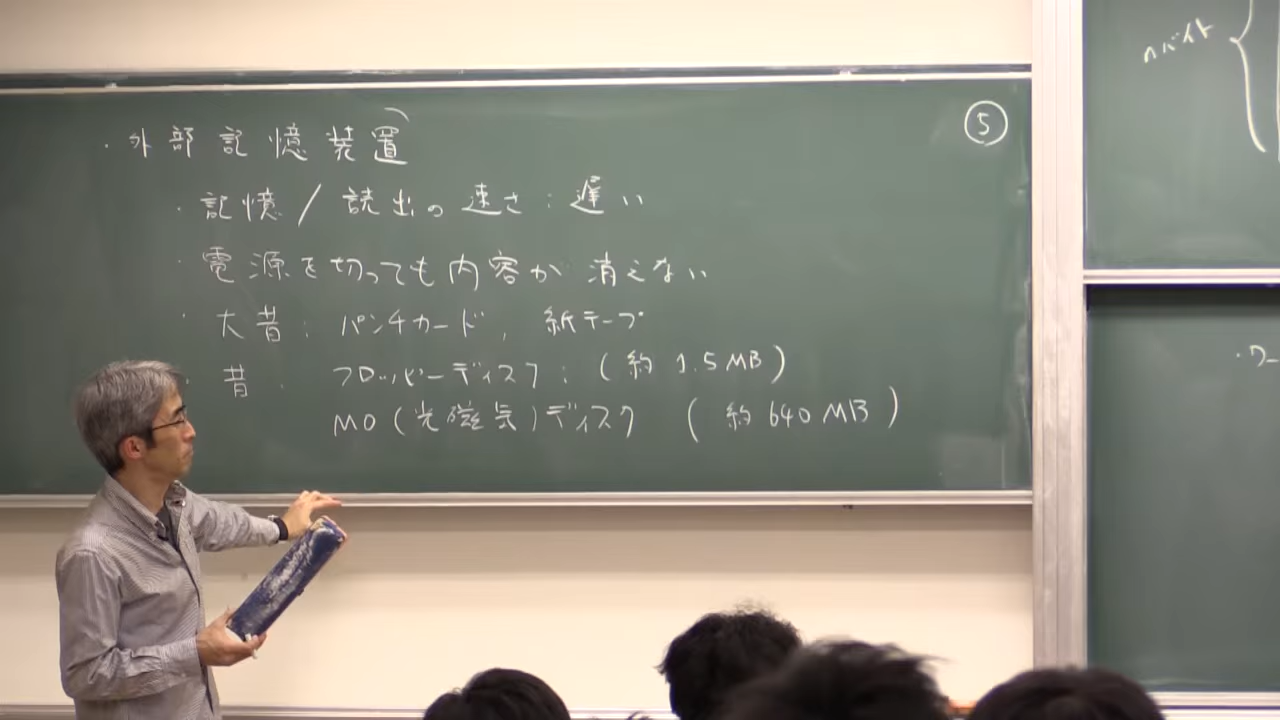 ・外部記憶装置
⑤
・記憶/読出の速さ:遅い
・電源を切っても内容が消えない
・大昔:パンチカード, 紙テープ
・昔: フロッピーディスク:(約1.5MB)
MO(光磁気)ディスク (約640MB)
nバイト{
・ワー